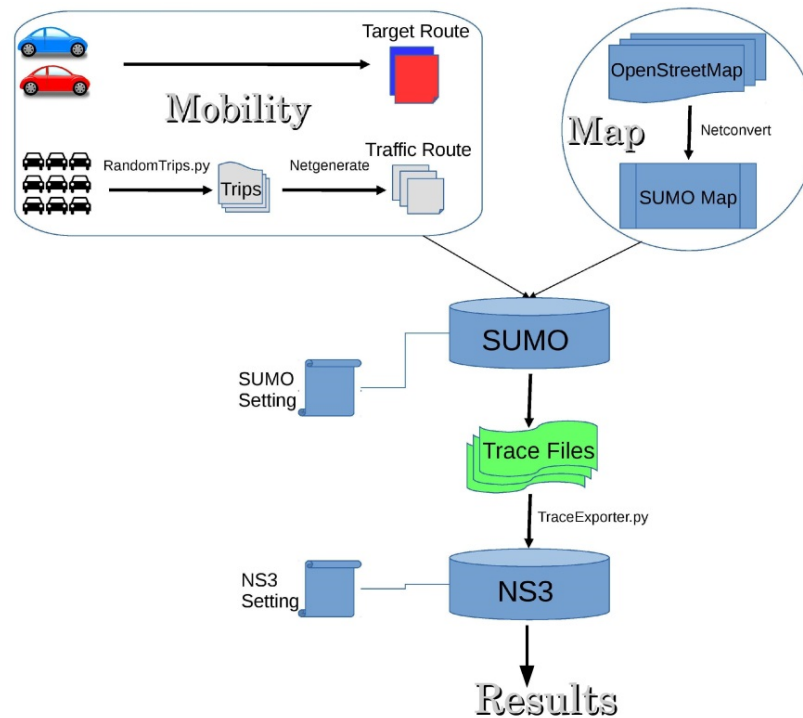 Target Route
Mobility
RandomTrips.py
Trips
Netgenerate
Traffic Route
OpenStreetMap
Map
Netconvert
SUMO Map
SUMO
SUMO
Setting
Trace Files
TraceExporter.py
NS3
NS3
Setting
Results